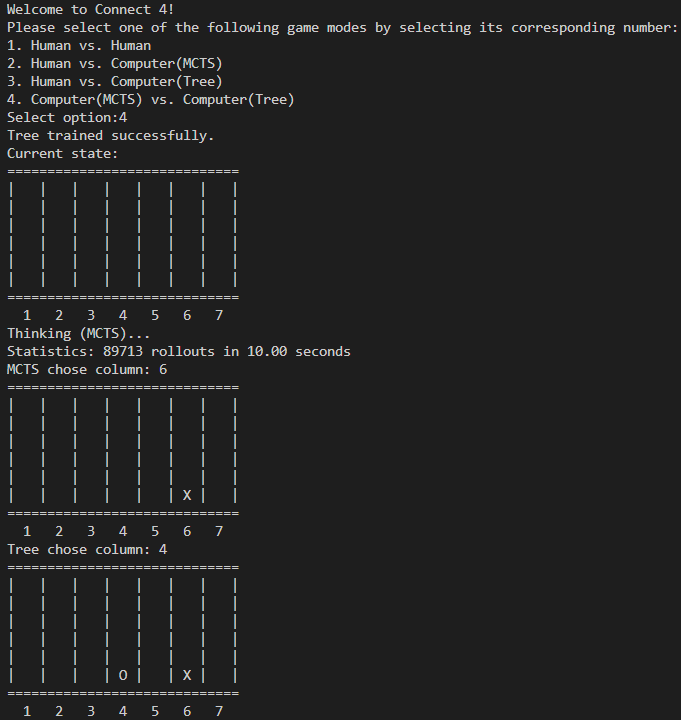 Welcome to Connect 4!
Please select one of the following game modes by selecting its corresponding number:
1. Human vs. Human
2. Human vs. Computer(MCTS)
3. Human vs. Computer(Tree)
4. Computer(MCTS) vs. Computer(Tree)
Select option:4
Tree trained successfully.
Current state:
=============================
|   |   |   |   |   |   |   |
|   |   |   |   |   |   |   |
|   |   |   |   |   |   |   |
|   |   |   |   |   |   |   |
|   |   |   |   |   |   |   |
|   |   |   |   |   |   |   |
=============================
  1   2   3   4   5   6   7
Thinking (MCTS)...
Statistics: 89713 rollouts in 10.00 seconds
MCTS chose column: 6
=============================
|   |   |   |   |   |   |   |
|   |   |   |   |   |   |   |
|   |   |   |   |   |   |   |
|   |   |   |   |   |   |   |
|   |   |   |   |   |   |   |
|   |   |   |   |   | X |   |
=============================
  1   2   3   4   5   6   7
Tree chose column: 4
=============================
|   |   |   |   |   |   |   |
|   |   |   |   |   |   |   |
|   |   |   |   |   |   |   |
|   |   |   |   |   |   |   |
|   |   |   |   |   |   |   |
|   |   |   | O |   | X |   |
=============================
  1   2   3   4   5   6   7